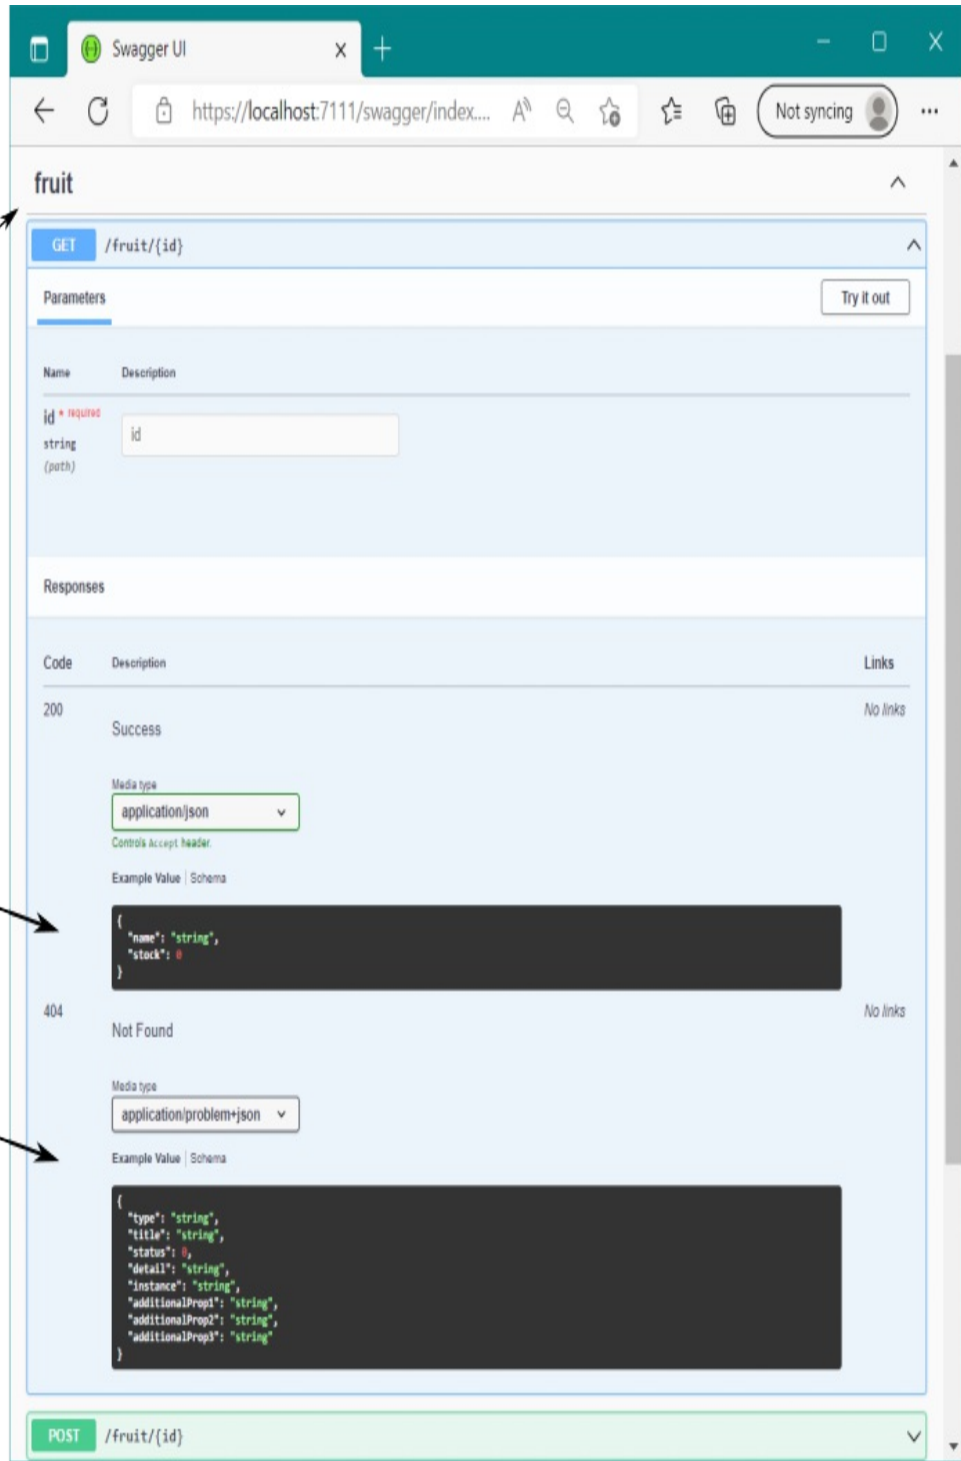 Swagger UI
https://localhost:7111/swagger/index....
Not syncing
fruit
GET /fruit/{id}
Parameters
Try it out
Name Description
id * required
string
(path)
id
Responses
Code Description Links
200 No links
Success
Media type
application/json
Controls Accept header.
Example Value | Schema
{
"name": "string",
"stock": 0
}
404 No links
Not Found
Media type
application/problem+json
Example Value | Schema
{
"type": "string",
"title": "string",
"status": 0,
"detail": "string",
"instance": "string",
"additionalProp1": "string",
"additionalProp2": "string",
"additionalProp3": "string"
}
POST /fruit/{id}